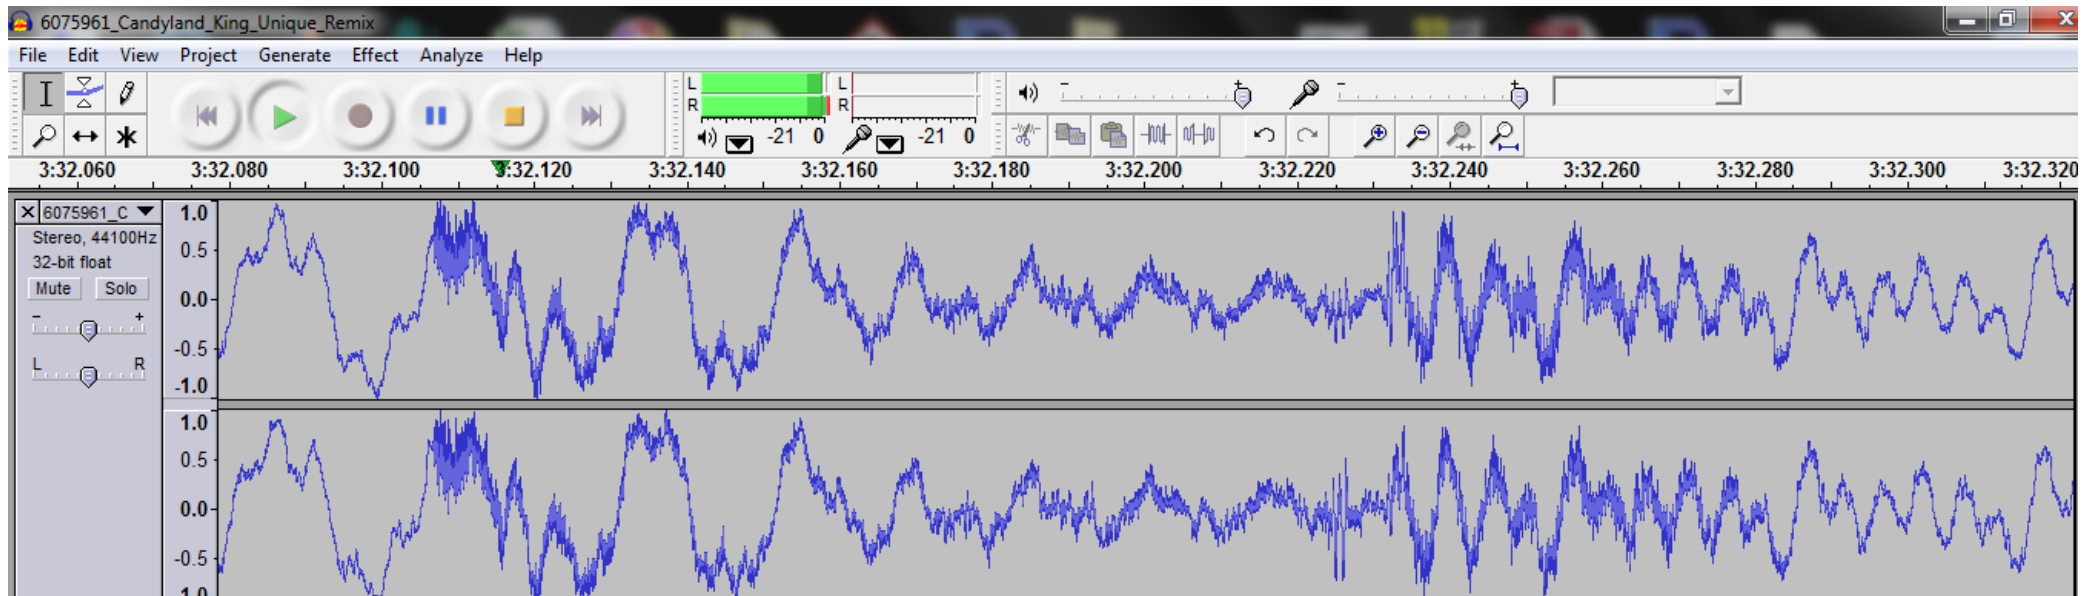 6075961_Candyland_King_Unique_Remix
File Edit View Project Generate Effect Analyze Help
L L
R R
-21 0 -21 0
3:32.060 3:32.080 3:32.100 3:32.120 3:32.140 3:32.160 3:32.180 3:32.200 3:32.220 3:32.240 3:32.260 3:32.280 3:32.300 3:32.320
6075961_C 1.0
Stereo, 44100Hz
32-bit float 0.5
Mute Solo 0.0
- +
-0.5
L R
-1.0
1.0
0.5
0.0
-0.5